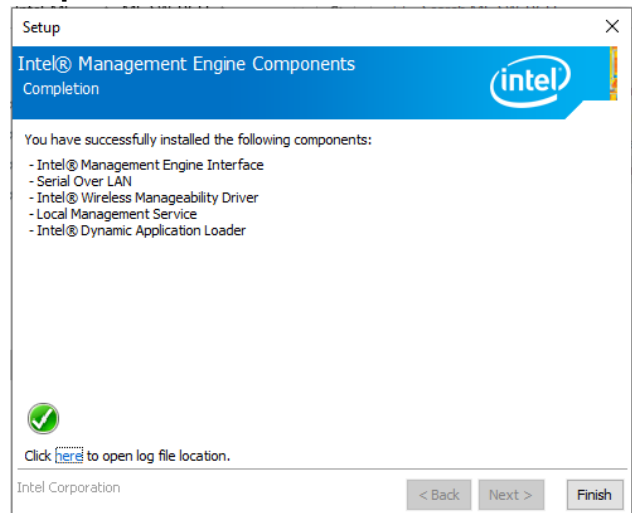 Setup
Intel® Management Engine Components
Completion
intel
You have successfully installed the following components:
- Intel® Management Engine Interface
- Serial Over LAN
- Intel® Wireless Manageability Driver
- Local Management Service
- Intel® Dynamic Application Loader
Click here to open log file location.
Intel Corporation
< Back Next > Finish